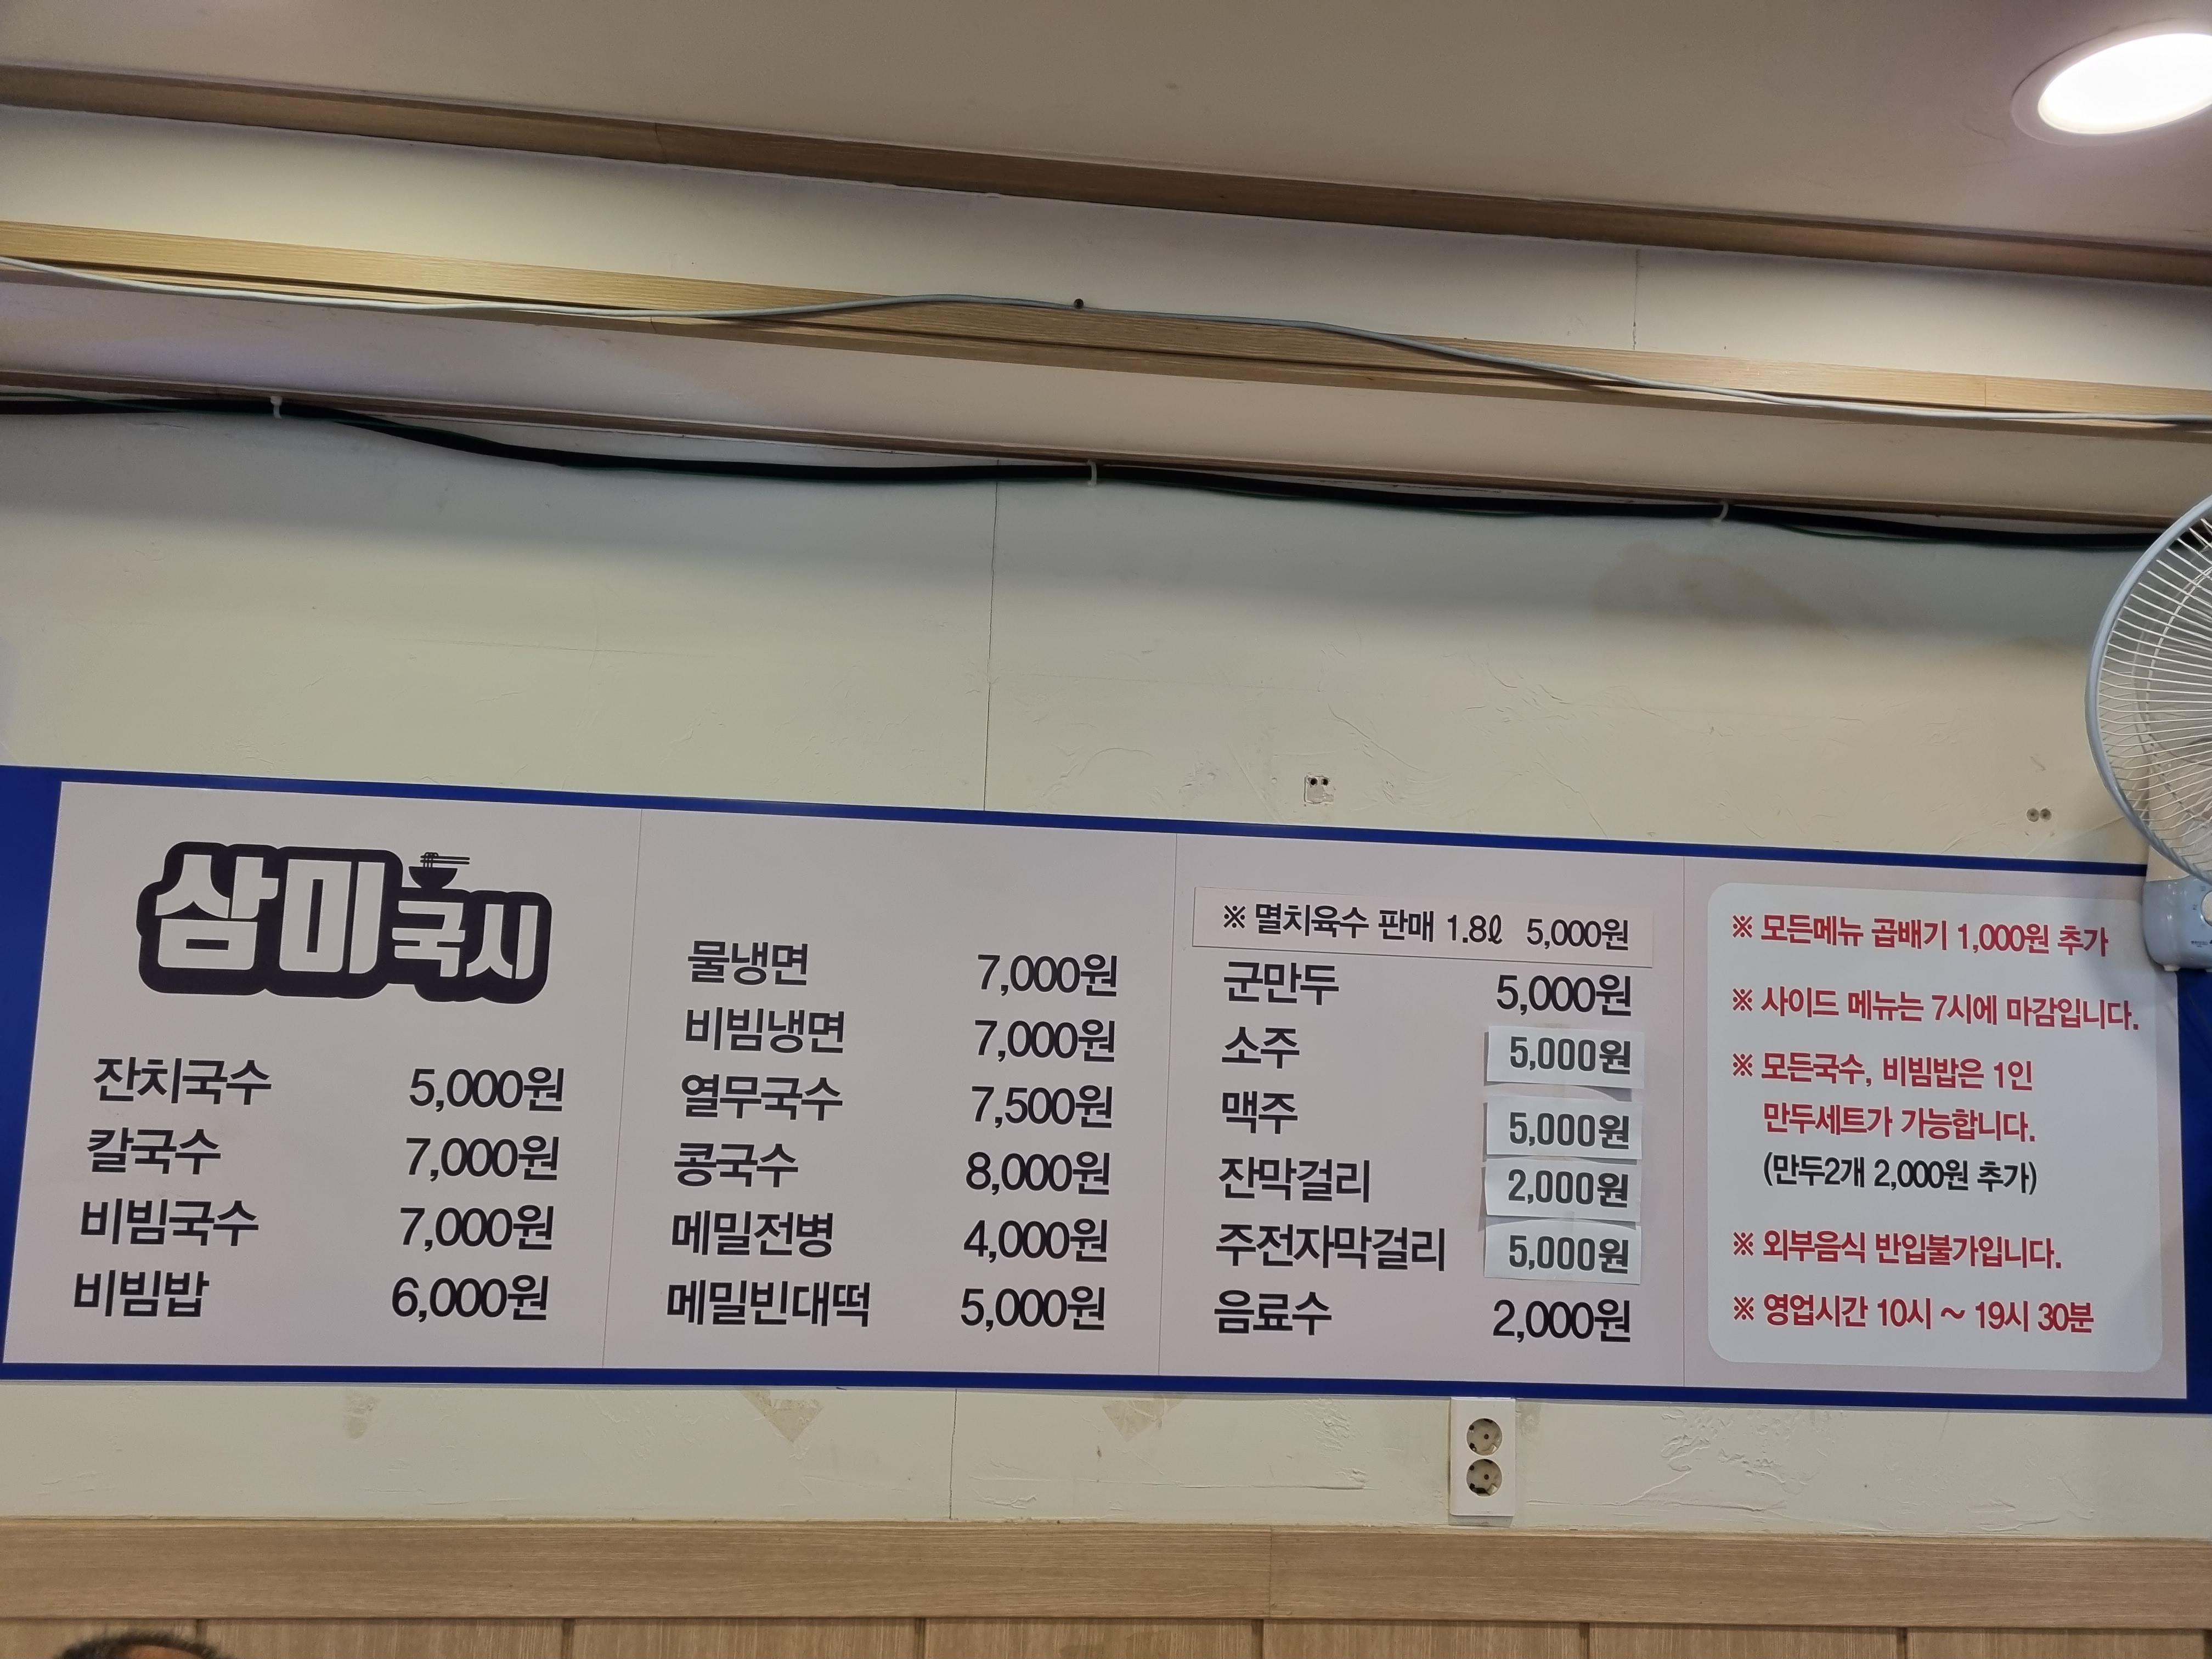 삼미국시
잔치국수 5,000원
칼국수 7,000원
비빔국수 7,000원
비빔밥 6,000원
물냉면 7,000원
비빔냉면 7,000원
열무국수 7,500원
콩국수 8,000원
메밀전병 4,000원
메밀빈대떡 5,000원
※ 멸치육수 판매 1.8ℓ 5,000원
군만두 5,000원
소주 5,000원
맥주 5,000원
잔막걸리 2,000원
주전자막걸리 5,000원
음료수 2,000원
※ 모든메뉴 곱배기 1,000원 추가
※ 사이드 메뉴는 7시에 마감입니다.
※ 모든국수, 비빔밥은 1인
만두세트가 가능합니다.
(만두2개 2,000원 추가)
※ 외부음식 반입불가입니다.
※ 영업시간 10시 ~ 19시 30분